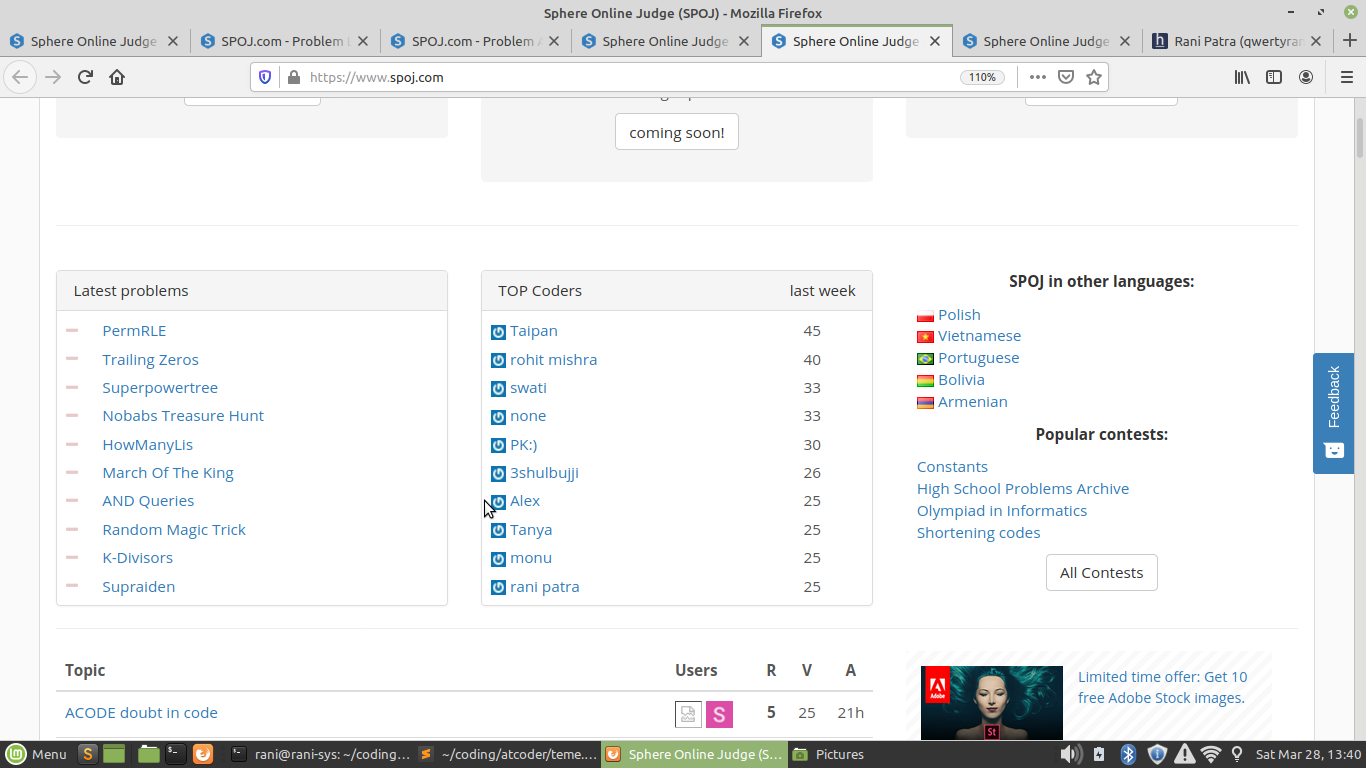 Sphere Online Judge (SPOJ) - Mozilla Firefox
Sphere Online Judge
SPOJ.com - Problem
SPOJ.com - Problem
Sphere Online Judge
Sphere Online Judge
Sphere Online Judge
Rani Patra (qwertyran
https://www.spoj.com
110%
coming soon!
Latest problems
PermRLE
Trailing Zeros
Superpowertree
Nobabs Treasure Hunt
HowManyLis
March Of The King
AND Queries
Random Magic Trick
K-Divisors
Supraiden
TOP Coders last week
Taipan 45
rohit mishra 40
swati 33
none 33
PK:) 30
3shulbujji 26
Alex 25
Tanya 25
monu 25
rani patra 25
SPOJ in other languages:
Polish
Vietnamese
Portuguese
Bolivia
Armenian
Popular contests:
Constants
High School Problems Archive
Olympiad in Informatics
Shortening codes
All Contests
Feedback
Topic Users R V A
ACODE doubt in code S 5 25 21h
Adobe
St
Limited time offer: Get 10
free Adobe Stock images.
Menu
rani@rani-sys: ~/coding...
~/coding/atcoder/teme....
Sphere Online Judge (S...
Pictures
Sat Mar 28, 13:40